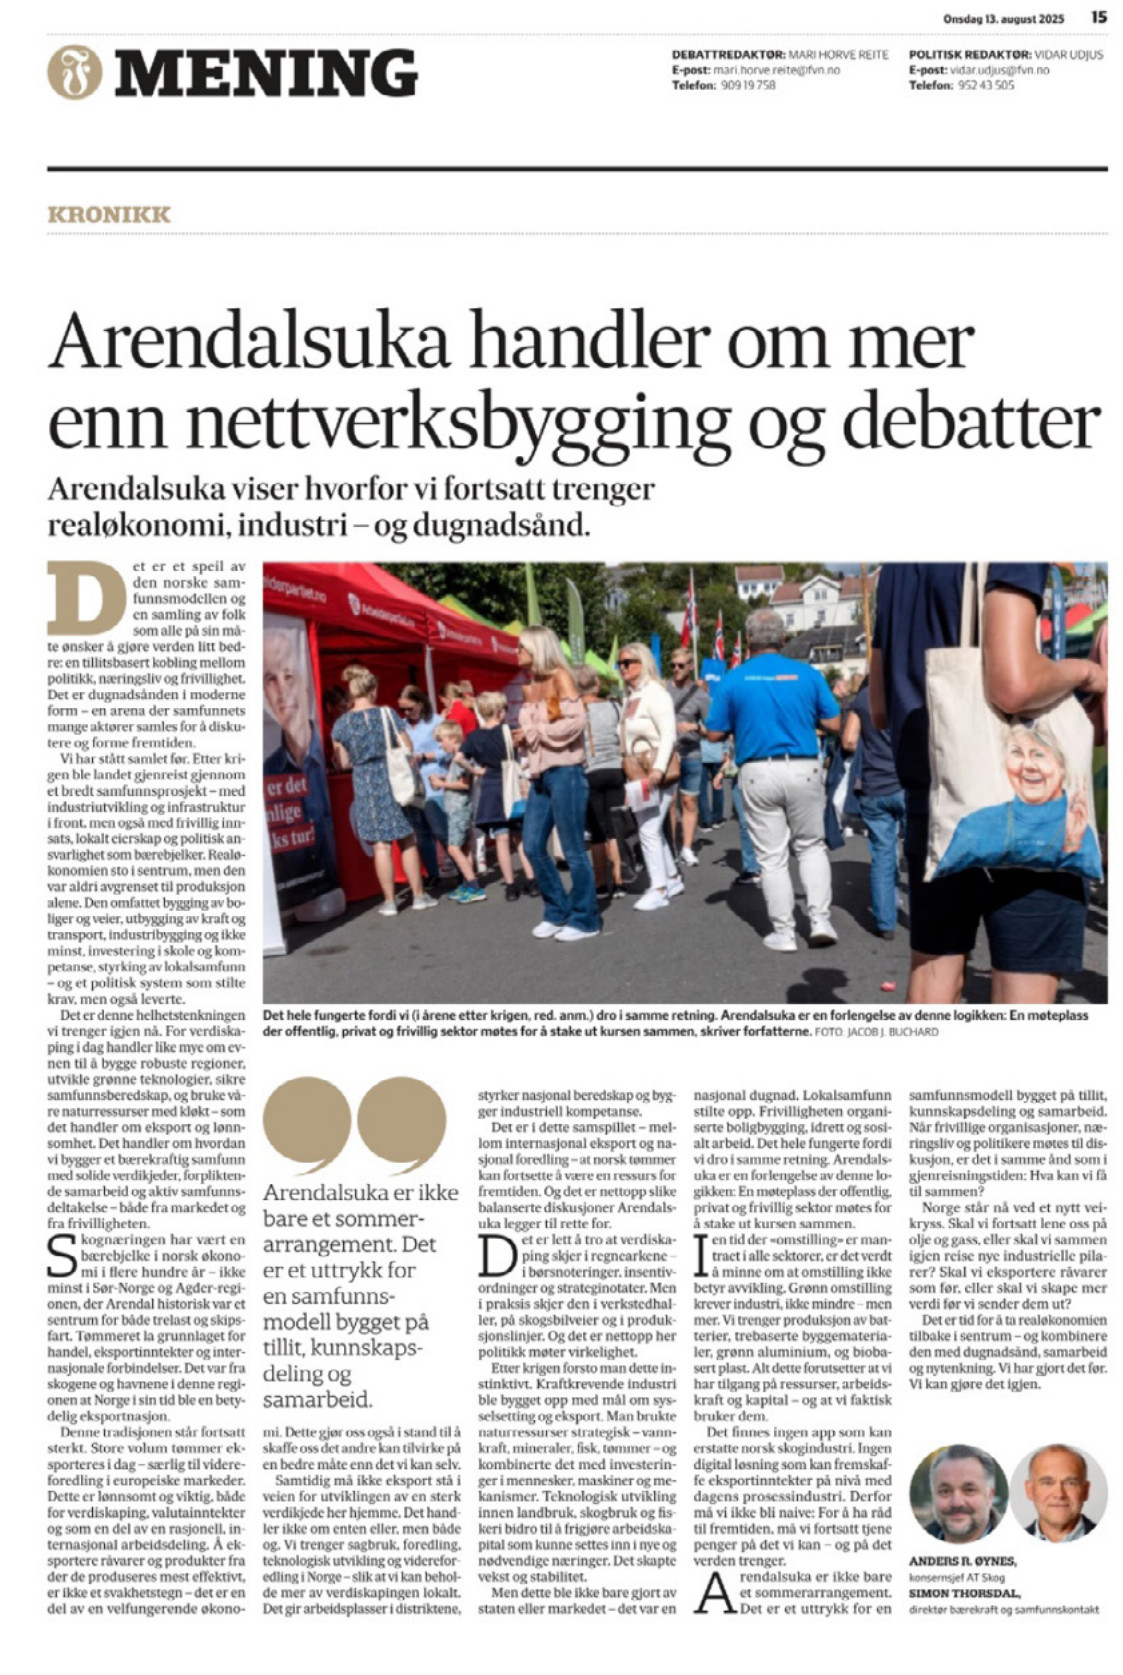 Onsdag 13. august 2025 15
MENING
DEBATTREDAKTØR: MARI HORVE REITE
E-post: mari.horve.reite@fvn.no
Telefon: 909 19 758
POLITISK REDAKTØR: VIDAR UDJUS
E-post: vidar.udjus@fvn.no
Telefon: 952 43 505
KRONIKK
Arendalsuka handler om mer
enn nettverksbygging og debatter
Arendalsuka viser hvorfor vi fortsatt trenger
realøkonomi, industri – og dugnadsånd.
Det er et speil av
den norske sam-
funnsmodellen og
en samling av folk
som alle på sin må-
te ønsker å gjøre verden litt bed-
re: en tillitsbasert kobling mellom
politikk, næringsliv og frivillighet.
Det er dugnadsånden i moderne
form – en arena der samfunnets
mange aktører samles for å disku-
tere og forme fremtiden.
Vi har stått samlet før. Etter kri-
gen ble landet gjenreist gjennom
et bredt samfunnsprosjekt – med
industriutvikling og infrastruktur
i front, men også med frivillig inn-
sats, lokalt eierskap og politisk an-
svarlighet som bærebjelker. Realø-
konomien sto i sentrum, men den
var aldri avgrenset til produksjon
alene. Den omfattet bygging av bo-
liger og veier, utbygging av kraft og
transport, industribygging og ikke
minst, investering i skole og kom-
petanse, styrking av lokalsamfunn
– og et politisk system som stilte
krav, men også leverte.
Det er denne helhetstenkningen
vi trenger igjen nå. For verdiska-
ping i dag handler like mye om ev-
nen til å bygge robuste regioner,
utvikle grønne teknologier, sikre
samfunnsberedskap, og bruke vå-
re naturressurser med kløkt – som
det handler om eksport og lønn-
somhet. Det handler om hvordan
vi bygger et bærekraftig samfunn
med solide verdikjeder, forplikten-
de samarbeid og aktiv samfunns-
deltakelse – både fra markedet og
fra frivilligheten.
Skognæringen har vært en
bærebjelke i norsk økono-
mi i flere hundre år – ikke
minst i Sør-Norge og Agder-regi-
onen, der Arendal historisk var et
sentrum for både trelast og skips-
fart. Tømmeret la grunnlaget for
handel, eksportinntekter og inter-
nasjonale forbindelser. Det var fra
skogene og havnene i denne regi-
onen at Norge i sin tid ble en bety-
delig eksportnasjon.
Denne tradisjonen står fortsatt
sterkt. Store volum tømmer ek-
sporteres i dag – særlig til videre-
foredling i europeiske markeder.
Dette er lønnsomt og viktig, både
for verdiskaping, valutainntekter
og som en del av en rasjonell, in-
ternasjonal arbeidsdeling. Å ek-
sportere råvarer og produkter fra
der de produseres mest effektivt,
er ikke et svakhetstegn – det er en
del av en velfungerende økono-
iderpartiet.no
Arbeiderpartiet.no
er det
nlige
ks tur!
Det hele fungerte fordi vi (i årene etter krigen, red. anm.) dro i samme retning. Arendalsuka er en forlengelse av denne logikken: En møteplass
der offentlig, privat og frivillig sektor møtes for å stake ut kursen sammen, skriver forfatterne. FOTO: JACOB J. BUCHARD
Arendalsuka er ikke
bare et sommer-
arrangement. Det
er et uttrykk for
en samfunns-
modell bygget på
tillit, kunnskaps-
deling og
samarbeid.
mi. Dette gjør oss også i stand til å
skaffe oss det andre kan tilvirke på
en bedre måte enn det vi kan selv.
Samtidig må ikke eksport stå i
veien for utviklingen av en sterk
verdikjede her hjemme. Det hand-
ler ikke om enten eller, men både
og. Vi trenger sagbruk, foredling,
teknologisk utvikling og viderefor-
edling i Norge – slik at vi kan behol-
de mer av verdiskapingen lokalt.
Det gir arbeidsplasser i distriktene,
styrker nasjonal beredskap og byg-
ger industriell kompetanse.
Det er i dette samspillet – mel-
lom internasjonal eksport og na-
sjonal foredling – at norsk tømmer
kan fortsette å være en ressurs for
fremtiden. Og det er nettopp slike
balanserte diskusjoner Arendals-
uka legger til rette for.
Det er lett å tro at verdiska-
ping skjer i regnearkene –
i børsnoteringer, insentiv-
ordninger og strateginotater. Men
i praksis skjer den i verkstedhal-
ler, på skogsbilveier og i produk-
sjonslinjer. Og det er nettopp her
politikk møter virkelighet.
Etter krigen forsto man dette in-
stinktivt. Kraftkrevende industri
ble bygget opp med mål om sys-
selsetting og eksport. Man brukte
naturressurser strategisk – vann-
kraft, mineraler, fisk, tømmer – og
kombinerte det med investerin-
ger i mennesker, maskiner og me-
kanismer. Teknologisk utvikling
innen landbruk, skogbruk og fis-
keri bidro til å frigjøre arbeidska-
pital som kunne settes inn i nye og
nødvendige næringer. Det skapte
vekst og stabilitet.
Men dette ble ikke bare gjort av
staten eller markedet – det var en
nasjonal dugnad. Lokalsamfunn
stilte opp. Frivilligheten organi-
serte boligbygging, idrett og sosi-
alt arbeid. Det hele fungerte fordi
vi dro i samme retning. Arendals-
uka er en forlengelse av denne lo-
gikken: En møteplass der offentlig,
privat og frivillig sektor møtes for
å stake ut kursen sammen.
I en tid der «omstilling» er man-
traet i alle sektorer, er det verdt
å minne om at omstilling ikke
betyr avvikling. Grønn omstilling
krever industri, ikke mindre – men
mer. Vi trenger produksjon av bat-
terier, trebaserte byggemateria-
ler, grønn aluminium, og bioba-
sert plast. Alt dette forutsetter at vi
har tilgang på ressurser, arbeids-
kraft og kapital – og at vi faktisk
bruker dem.
Det finnes ingen app som kan
erstatte norsk skogindustri. Ingen
digital løsning som kan fremskaf-
fe eksportinntekter på nivå med
dagens prosessindustri. Derfor
må vi ikke bli naive: For å ha råd
til fremtiden, må vi fortsatt tjene
penger på det vi kan – og på det
verden trenger.
Arendalsuka er ikke bare
et sommerarrangement.
Det er et uttrykk for en
samfunnsmodell bygget på tillit,
kunnskapsdeling og samarbeid.
Når frivillige organisasjoner, næ-
ringsliv og politikere møtes til dis-
kusjon, er det i samme ånd som i
gjenreisningstiden: Hva kan vi få
til sammen?
Norge står nå ved et nytt vei-
kryss. Skal vi fortsatt lene oss på
olje og gass, eller skal vi sammen
igjen reise nye industrielle pila-
rer? Skal vi eksportere råvarer
som før, eller skal vi skape mer
verdi før vi sender dem ut?
Det er tid for å ta realøkonomien
tilbake i sentrum – og kombinere
den med dugnadsånd, samarbeid
og nytenkning. Vi har gjort det før.
Vi kan gjøre det igjen.
ANDERS R. ØYNES,
konsernsjef AT Skog
SIMON THORSDAL,
direktør bærekraft og samfunnskontakt